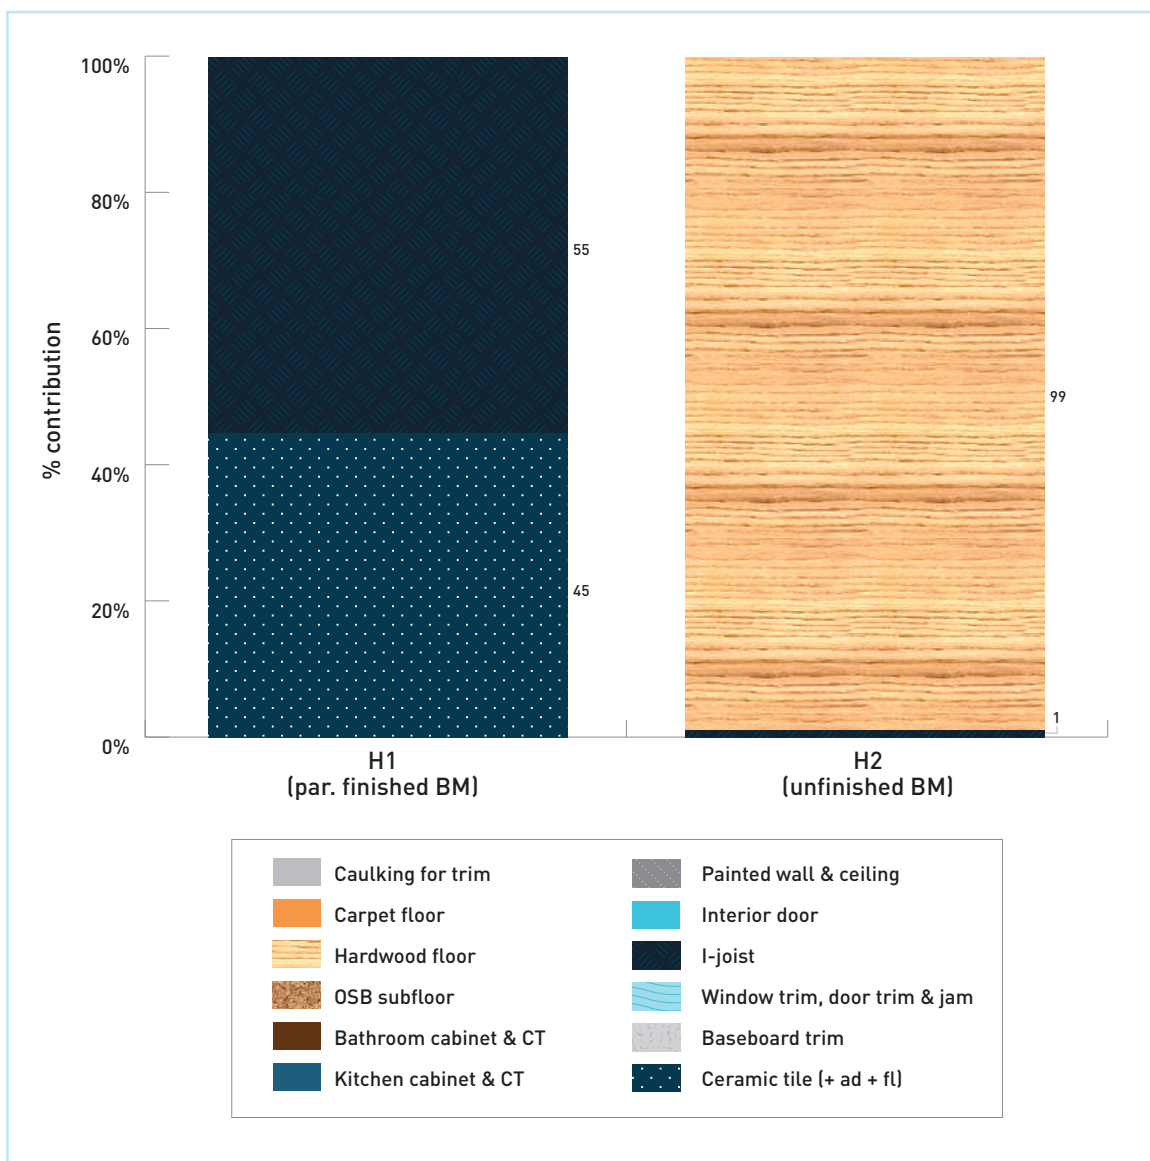 100%
80%
60%
40%
20%
0%
% contribution
55
45
99
1
H1
(par. finished BM)
H2
(unfinished BM)
Caulking for trim
Carpet floor
Hardwood floor
OSB subfloor
Bathroom cabinet & CT
Kitchen cabinet & CT
Painted wall & ceiling
Interior door
I-joist
Window trim, door trim & jam
Baseboard trim
Ceramic tile (+ ad + fl)